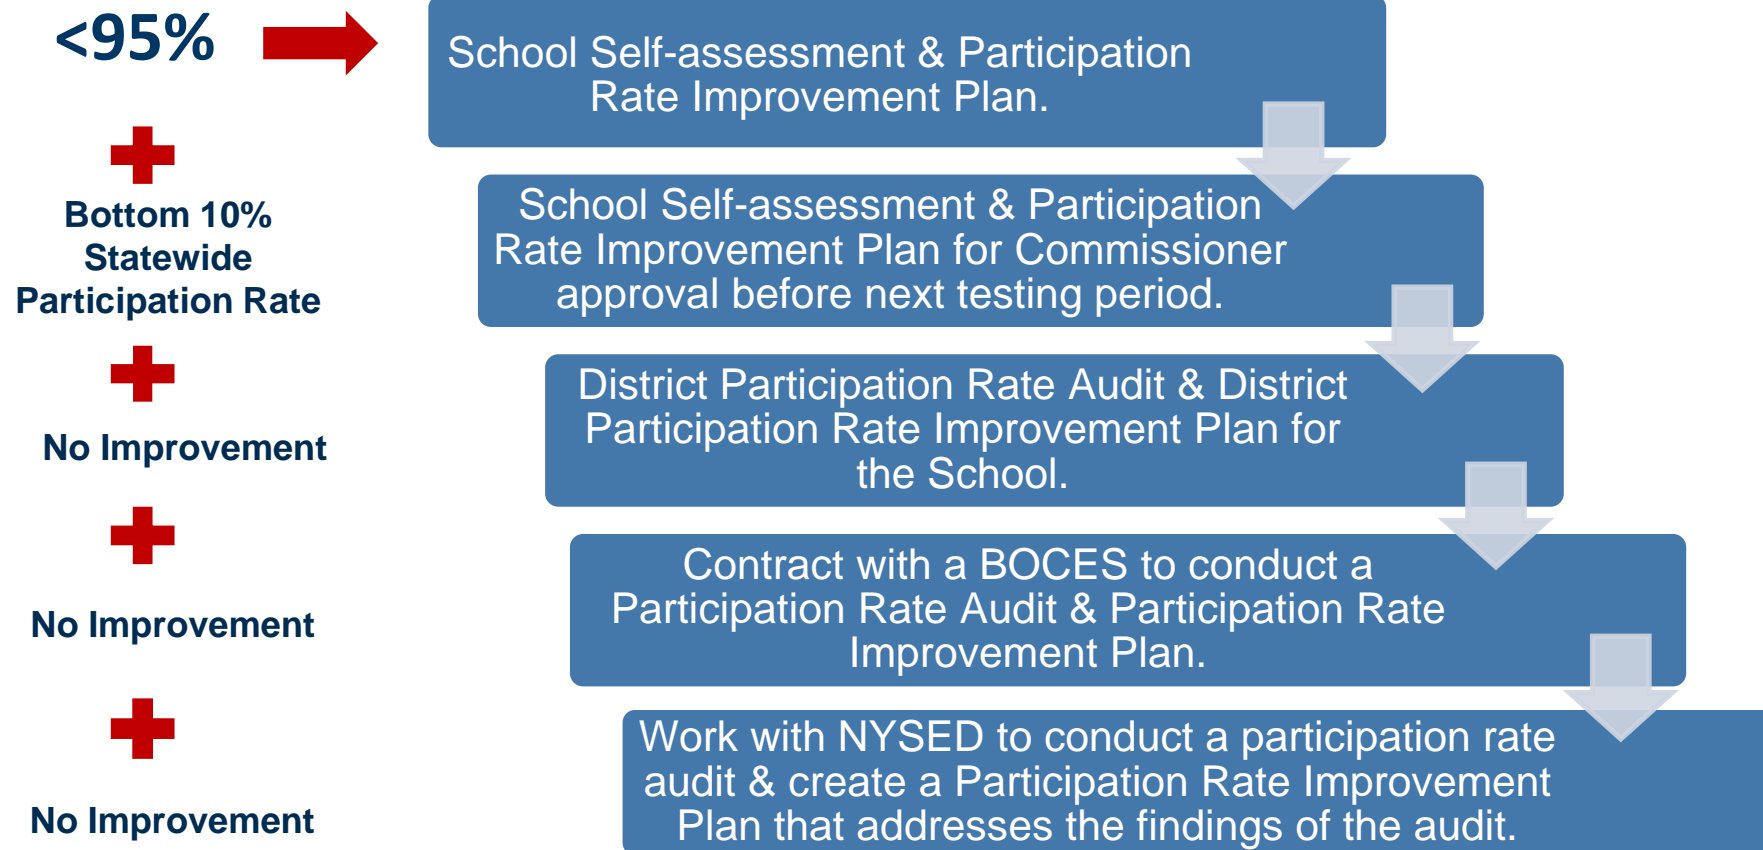 <95%
School Self-assessment & Participation
Rate Improvement Plan.
Bottom 10%
Statewide
Participation Rate
School Self-assessment & Participation
Rate Improvement Plan for Commissioner
approval before next testing period.
No Improvement
District Participation Rate Audit & District
Participation Rate Improvement Plan for
the School.
No Improvement
Contract with a BOCES to conduct a
Participation Rate Audit & Participation Rate
Improvement Plan.
No Improvement
Work with NYSED to conduct a participation rate
audit & create a Participation Rate Improvement
Plan that addresses the findings of the audit.